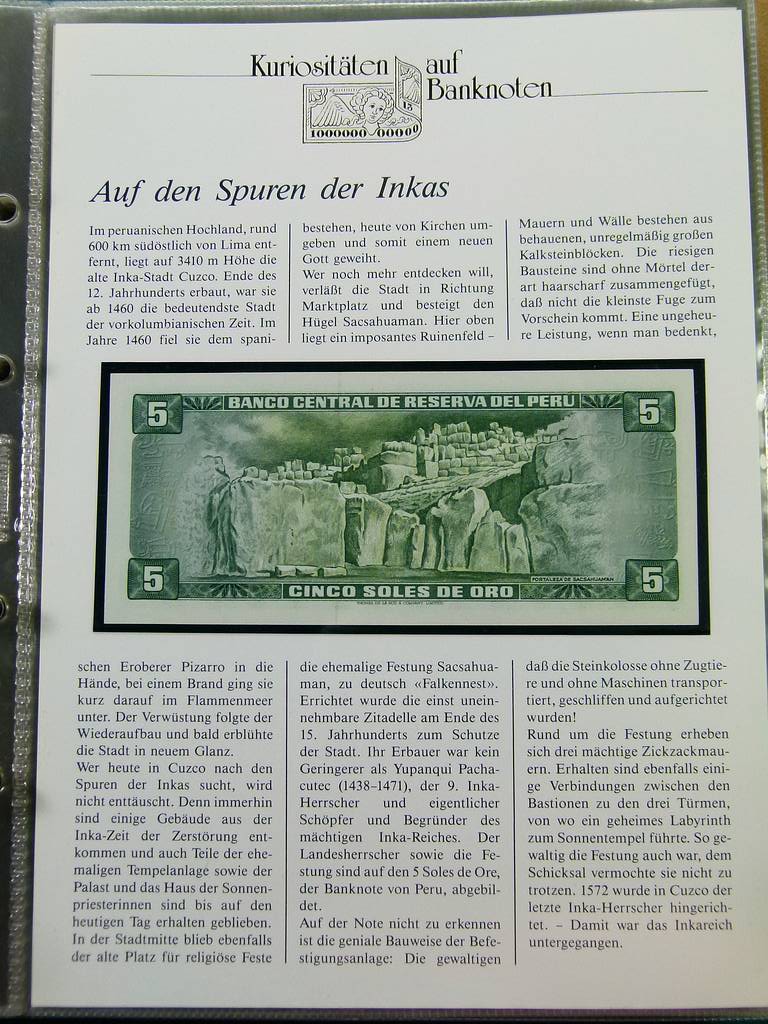 Kuriositäten auf
Banknoten
15
1000000 00000
Auf den Spuren der Inkas
Im peruanischen Hochland, rund
600 km südöstlich von Lima ent-
fernt, liegt auf 3410 m Höhe die
alte Inka-Stadt Cuzco. Ende des
12. Jahrhunderts erbaut, war sie
ab 1460 die bedeutendste Stadt
der vorkolumbianischen Zeit. Im
Jahre 1460 fiel sie dem spani-
bestehen, heute von Kirchen um-
geben und somit einem neuen
Gott geweiht.
Wer noch mehr entdecken will,
verläßt die Stadt in Richtung
Marktplatz und besteigt den
Hügel Sacsahuaman. Hier oben
liegt ein imposantes Ruinenfeld –
Mauern und Wälle bestehen aus
behauenen, unregelmäßig großen
Kalksteinblöcken. Die riesigen
Bausteine sind ohne Mörtel der-
art haarscharf zusammengefügt,
daß nicht die kleinste Fuge zum
Vorschein kommt. Eine ungeheu-
re Leistung, wenn man bedenkt,
5 BANCO CENTRAL DE RESERVA DEL PERU 5
FORTALEZA DE SACSAHUAMAN
5 CINCO SOLES DE ORO 5
THOMAS DE LA RUE & COMPANY, LIMITED
schen Eroberer Pizarro in die
Hände, bei einem Brand ging sie
kurz darauf im Flammenmeer
unter. Der Verwüstung folgte der
Wiederaufbau und bald erblühte
die Stadt in neuem Glanz.
Wer heute in Cuzco nach den
Spuren der Inkas sucht, wird
nicht enttäuscht. Denn immerhin
sind einige Gebäude aus der
Inka-Zeit der Zerstörung ent-
kommen und auch Teile der ehe-
maligen Tempelanlage sowie der
Palast und das Haus der Sonnen-
priesterinnen sind bis auf den
heutigen Tag erhalten geblieben.
In der Stadtmitte blieb ebenfalls
der alte Platz für religiöse Feste
die ehemalige Festung Sacsahua-
man, zu deutsch «Falkennest».
Errichtet wurde die einst unein-
nehmbare Zitadelle am Ende des
15. Jahrhunderts zum Schutze
der Stadt. Ihr Erbauer war kein
Geringerer als Yupanqui Pacha-
cutec (1438–1471), der 9. Inka-
Herrscher und eigentlicher
Schöpfer und Begründer des
mächtigen Inka-Reiches. Der
Landesherrscher sowie die Fe-
stung sind auf den 5 Soles de Ore,
der Banknote von Peru, abgebil-
det.
Auf der Note nicht zu erkennen
ist die geniale Bauweise der Befe-
stigungsanlage: Die gewaltigen
daß die Steinkolosse ohne Zugtie-
re und ohne Maschinen transpor-
tiert, geschliffen und aufgerichtet
wurden!
Rund um die Festung erheben
sich drei mächtige Zickzackmau-
ern. Erhalten sind ebenfalls eini-
ge Verbindungen zwischen den
Bastionen zu den drei Türmen,
von wo ein geheimes Labyrinth
zum Sonnentempel führte. So ge-
waltig die Festung auch war, dem
Schicksal vermochte sie nicht zu
trotzen. 1572 wurde in Cuzco der
letzte Inka-Herrscher hingerich-
tet. – Damit war das Inkareich
untergegangen.